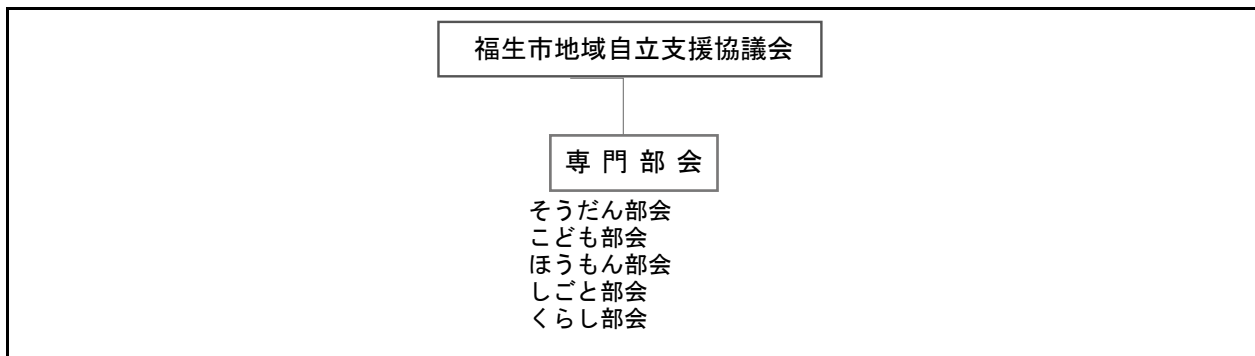 福生市地域自立支援協議会
専門部会
そうだん部会
こども部会
ほうもん部会
しごと部会
くらし部会